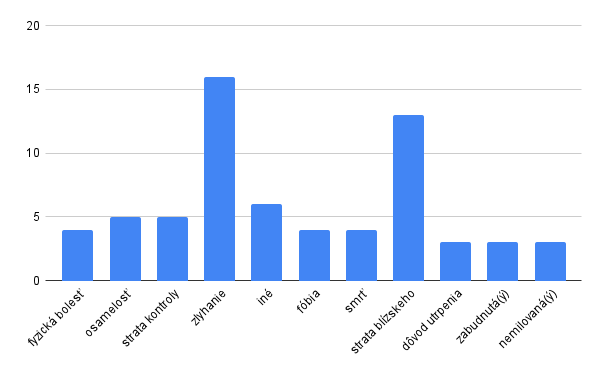 20
15
10
5
0
fyzická bolesť
osamelosť
strata kontroly
zlyhanie
iné
fóbia
smrť
strata blízskeho
dôvod utrpenia
zabudnutá(ý)
nemilovaná(ý)